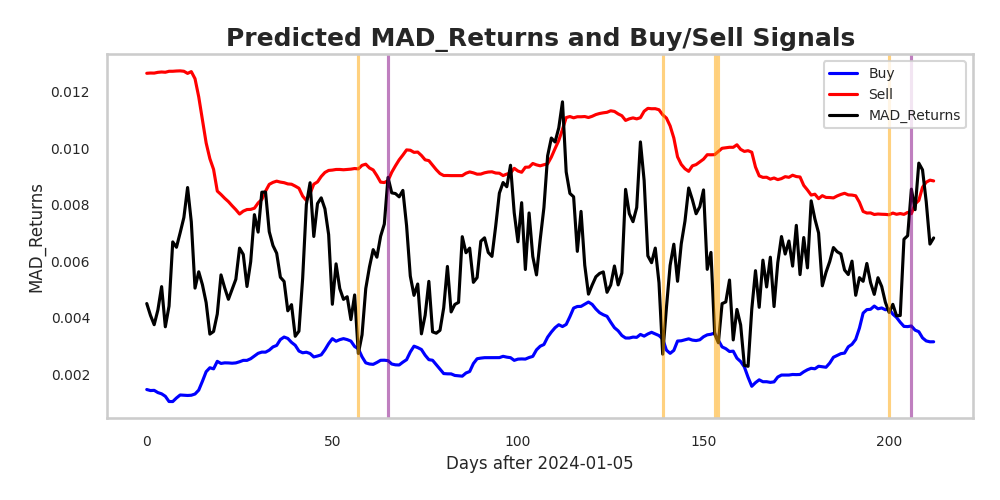 Predicted MAD_Returns and Buy/Sell Signals
Buy
Sell
MAD_Returns
MAD_Returns
0.012
0.010
0.008
0.006
0.004
0.002
0 50 100 150 200
Days after 2024-01-05